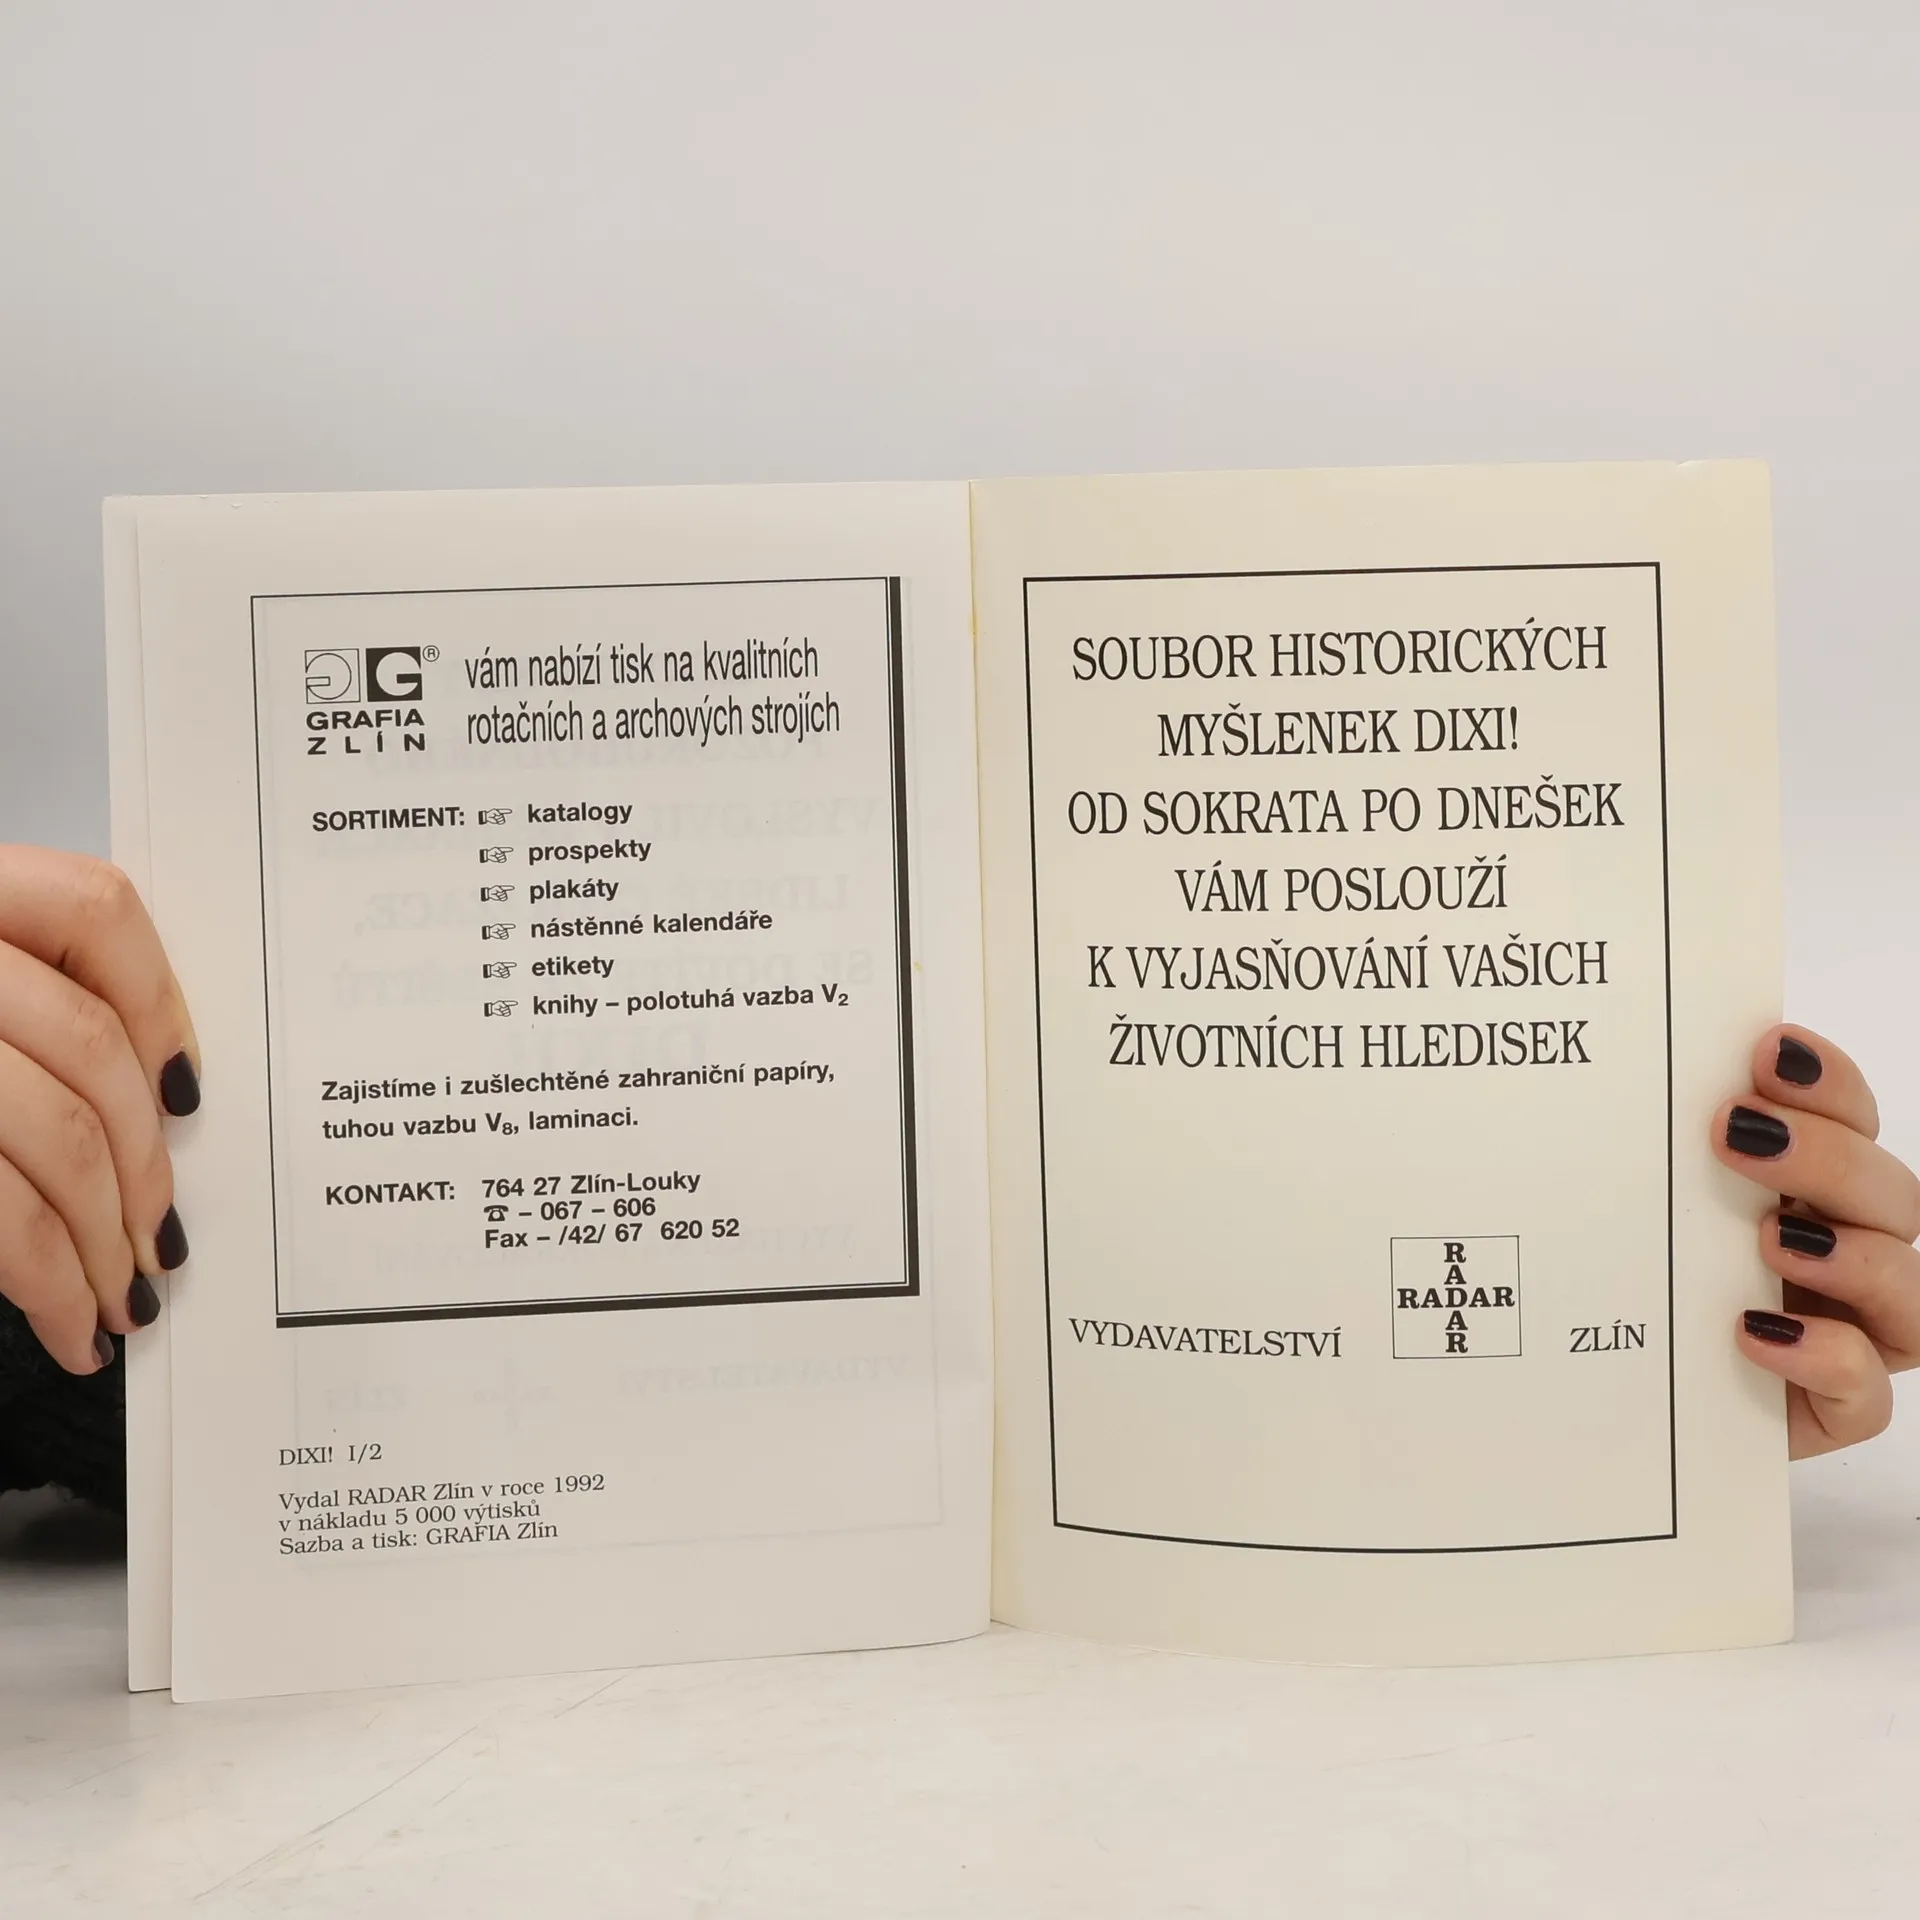 GRAFIA
ZLÍN
vám nabízí tisk na kvalitních
rotačních a archových strojích
SORTIMENT: katalogy
prospekty
plakáty
nástěnné kalendáře
etikety
knihy – polotuhá vazba V2
Zajistíme i zušlechtěné zahraniční papíry,
tuhou vazbu V8, laminaci.
KONTAKT: 764 27 Zlín-Louky
☎ – 067 – 606
Fax – /42/ 67 620 52
DIXI! I/2
Vydal RADAR Zlín v roce 1992
v nákladu 5 000 výtisků
Sazba a tisk: GRAFIA Zlín
SOUBOR HISTORICKÝCH
MYŠLENEK DIXI!
OD SOKRATA PO DNEŠEK
VÁM POSLOUŽÍ
K VYJASŇOVÁNÍ VAŠICH
ŽIVOTNÍCH HLEDISEK
VYDAVATELSTVÍ RADAR ZLÍN